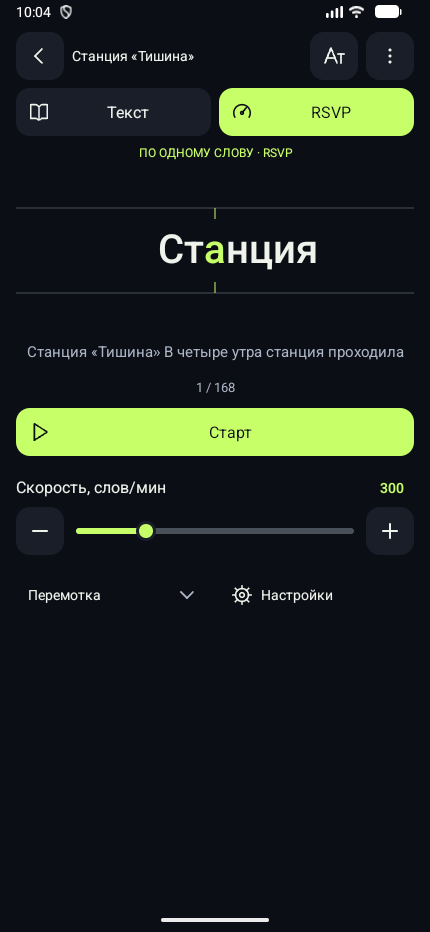 10:04
Станция «Тишина»
Aт
Текст
RSVP
ПО ОДНОМУ СЛОВУ · RSVP
Станция
Станция «Тишина» В четыре утра станция проходила
1 / 168
Старт
Скорость, слов/мин
300
Перемотка
Настройки